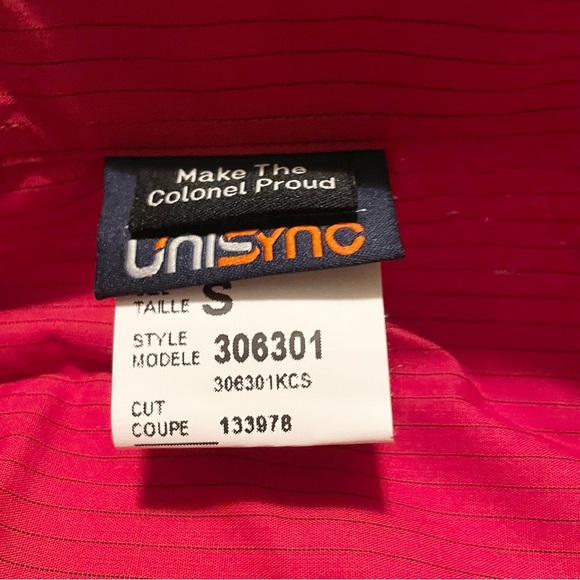 Make The
Colonel Proud
UNISYNC
TAILLE S
STYLE
MODELE 306301
306301KCS
CUT
COUPE 133978